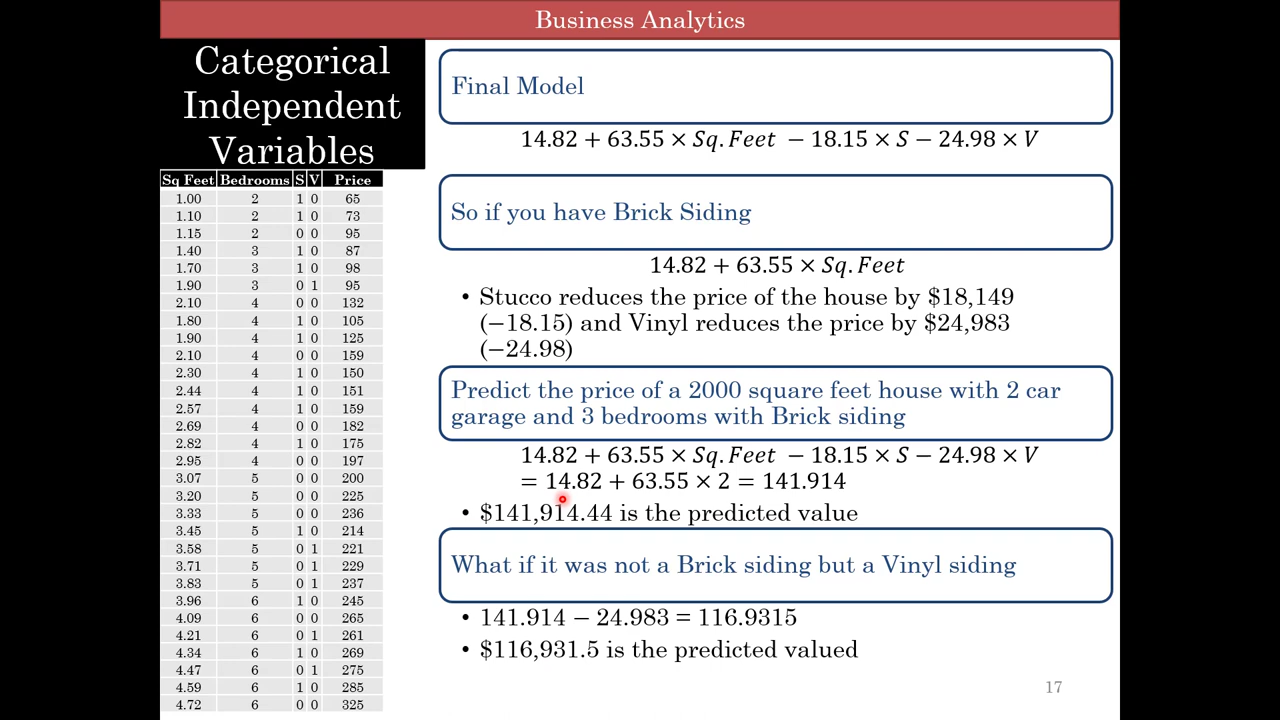 Business Analytics
Categorical
Independent
Variables
Sq Feet Bedrooms S V Price
1.00 2 1 0 65
1.10 2 1 0 73
1.15 2 0 0 95
1.40 3 1 0 87
1.70 3 1 0 98
1.90 3 0 1 95
2.10 4 0 0 132
1.80 4 1 0 105
1.90 4 1 0 125
2.10 4 0 0 159
2.30 4 1 0 150
2.44 4 1 0 151
2.57 4 1 0 159
2.69 4 0 0 182
2.82 4 1 0 175
2.95 4 0 0 197
3.07 5 0 0 200
3.20 5 0 0 225
3.33 5 0 0 236
3.45 5 1 0 214
3.58 5 0 1 221
3.71 5 0 1 229
3.83 5 0 1 237
3.96 6 1 0 245
4.09 6 0 0 265
4.21 6 0 1 261
4.34 6 1 0 269
4.47 6 0 1 275
4.59 6 1 0 285
4.72 6 0 0 325
Final Model
14.82 + 63.55 × Sq.Feet − 18.15 × S − 24.98 × V
So if you have Brick Siding
14.82 + 63.55 × Sq.Feet
• Stucco reduces the price of the house by $18,149
(−18.15) and Vinyl reduces the price by $24,983
(−24.98)
Predict the price of a 2000 square feet house with 2 car
garage and 3 bedrooms with Brick siding
14.82 + 63.55 × Sq.Feet − 18.15 × S − 24.98 × V
= 14.82 + 63.55 × 2 = 141.914
• $141,914.44 is the predicted value
What if it was not a Brick siding but a Vinyl siding
• 141.914 − 24.983 = 116.9315
• $116,931.5 is the predicted valued
17